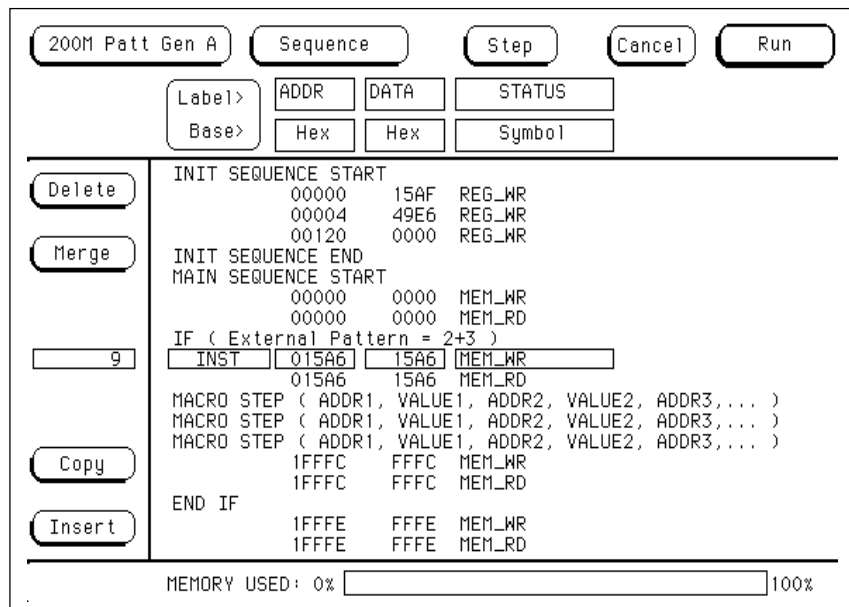 200M Patt Gen A Sequence Step Cancel Run
Label> ADDR DATA STATUS
Base> Hex Hex Symbol
INIT SEQUENCE START
Delete 00000 15AF REG_WR
00004 49E6 REG_WR
00120 0000 REG_WR
Merge INIT SEQUENCE END
MAIN SEQUENCE START
00000 0000 MEM_WR
00000 0000 MEM_RD
IF ( External Pattern = 2+3 )
9 INST 015A6 15A6 MEM_WR
015A6 15A6 MEM_RD
MACRO STEP ( ADDR1, VALUE1, ADDR2, VALUE2, ADDR3,... )
MACRO STEP ( ADDR1, VALUE1, ADDR2, VALUE2, ADDR3,... )
MACRO STEP ( ADDR1, VALUE1, ADDR2, VALUE2, ADDR3,... )
Copy 1FFFC FFFC MEM_WR
1FFFC FFFC MEM_RD
END IF
Insert 1FFFE FFFE MEM_WR
1FFFE FFFE MEM_RD
MEMORY USED: 0% 100%